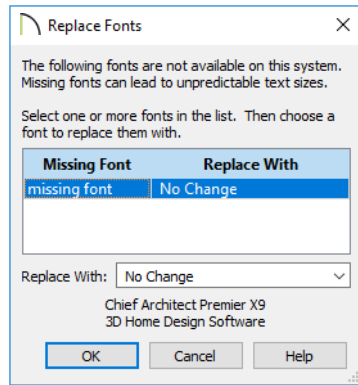 Replace Fonts
The following fonts are not available on this system.
Missing fonts can lead to unpredictable text sizes.
Select one or more fonts in the list. Then choose a
font to replace them with.
Missing Font Replace With
missing font No Change
Replace With: No Change
Chief Architect Premier X9
3D Home Design Software
OK Cancel Help